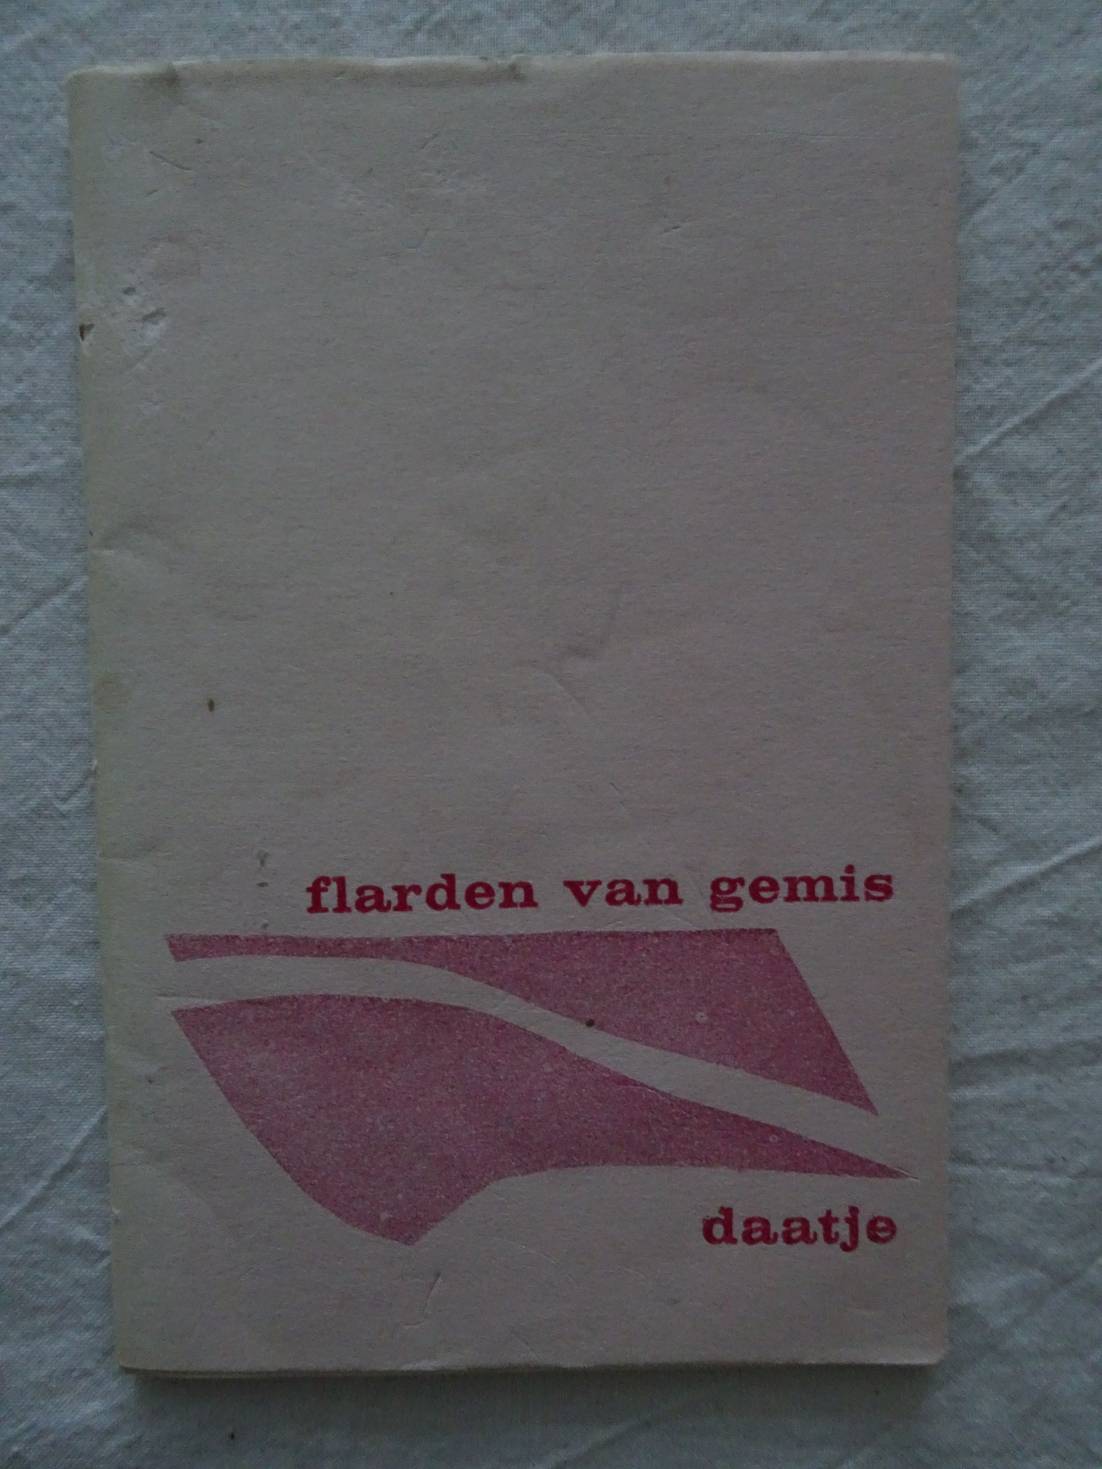 flarden van gemis
daatje